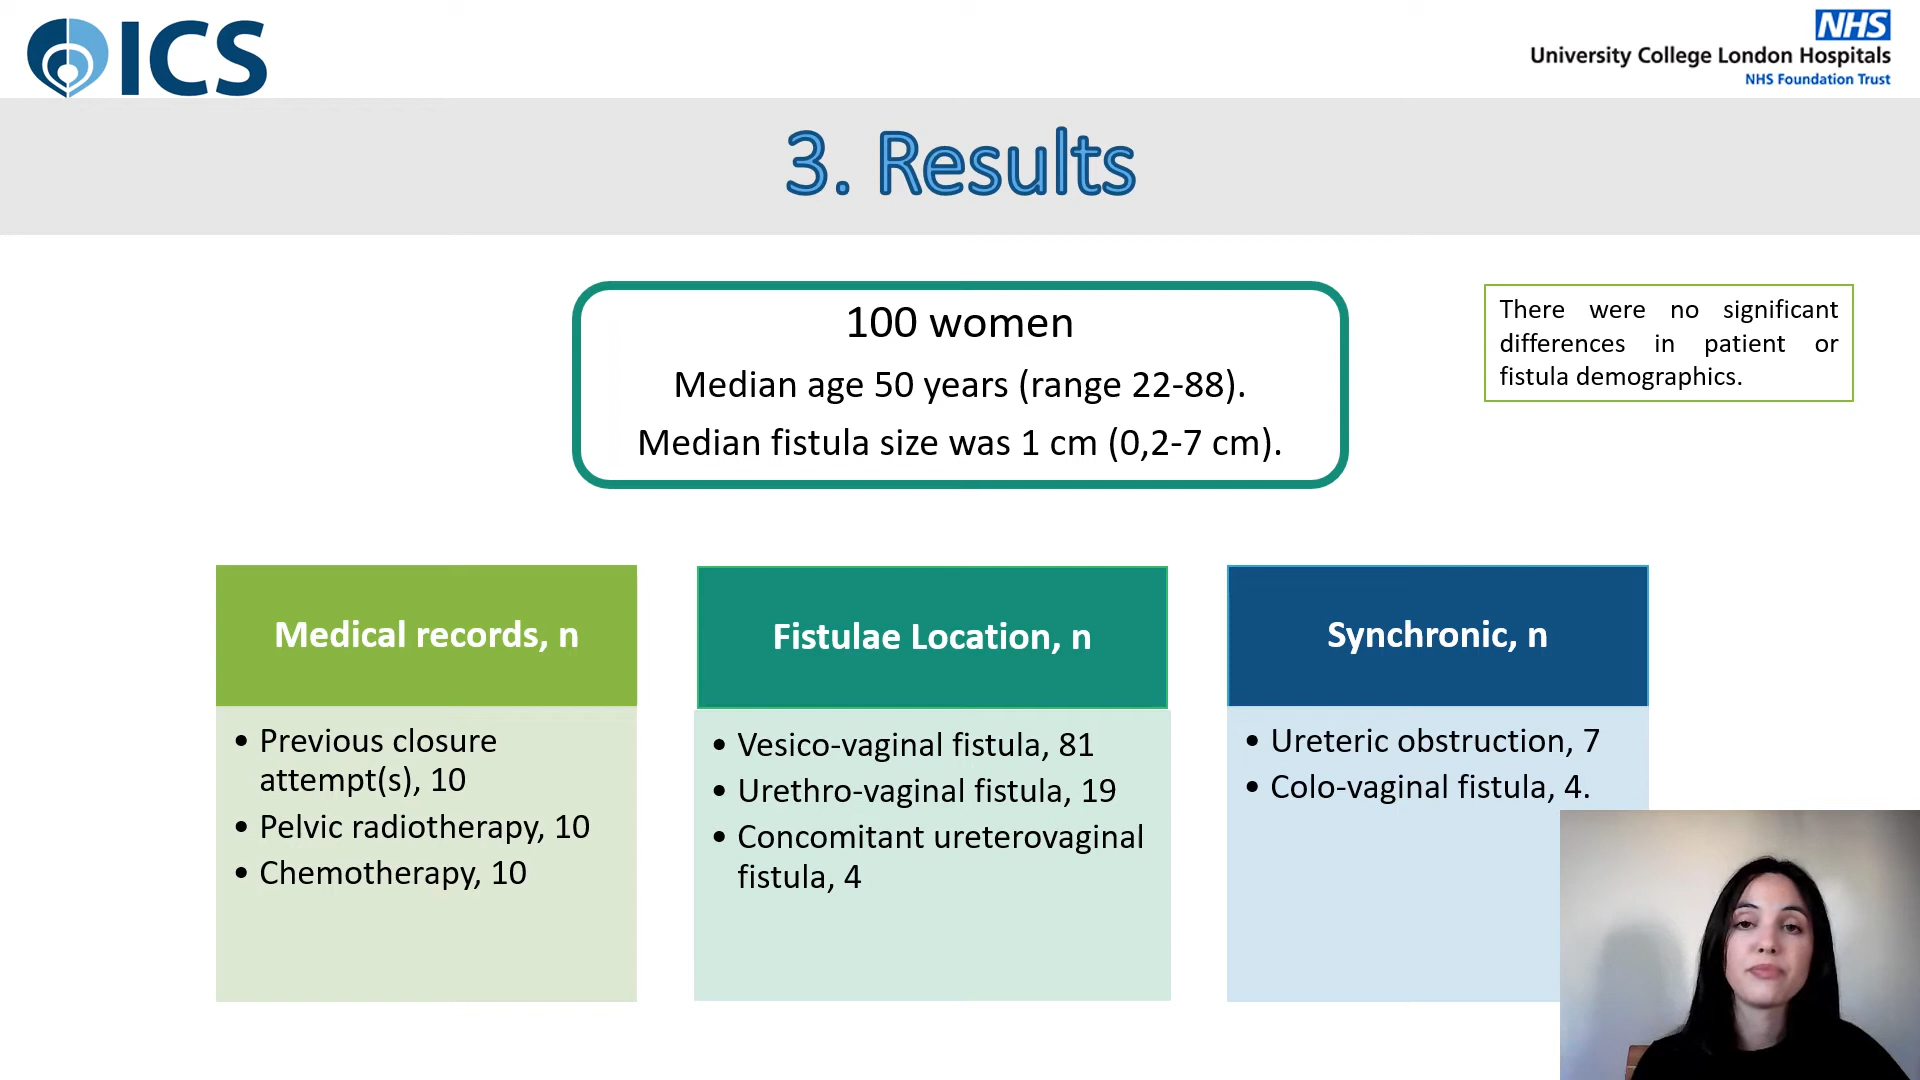 ICS
NHS
University College London Hospitals
NHS Foundation Trust
3. Results
100 women
Median age 50 years (range 22-88).
Median fistula size was 1 cm (0,2-7 cm).
There were no significant
differences in patient or
fistula demographics.
Medical records, n
• Previous closure
attempt(s), 10
• Pelvic radiotherapy, 10
• Chemotherapy, 10
Fistulae Location, n
• Vesico-vaginal fistula, 81
• Urethro-vaginal fistula, 19
• Concomitant ureterovaginal
fistula, 4
Synchronic, n
• Ureteric obstruction, 7
• Colo-vaginal fistula, 4.